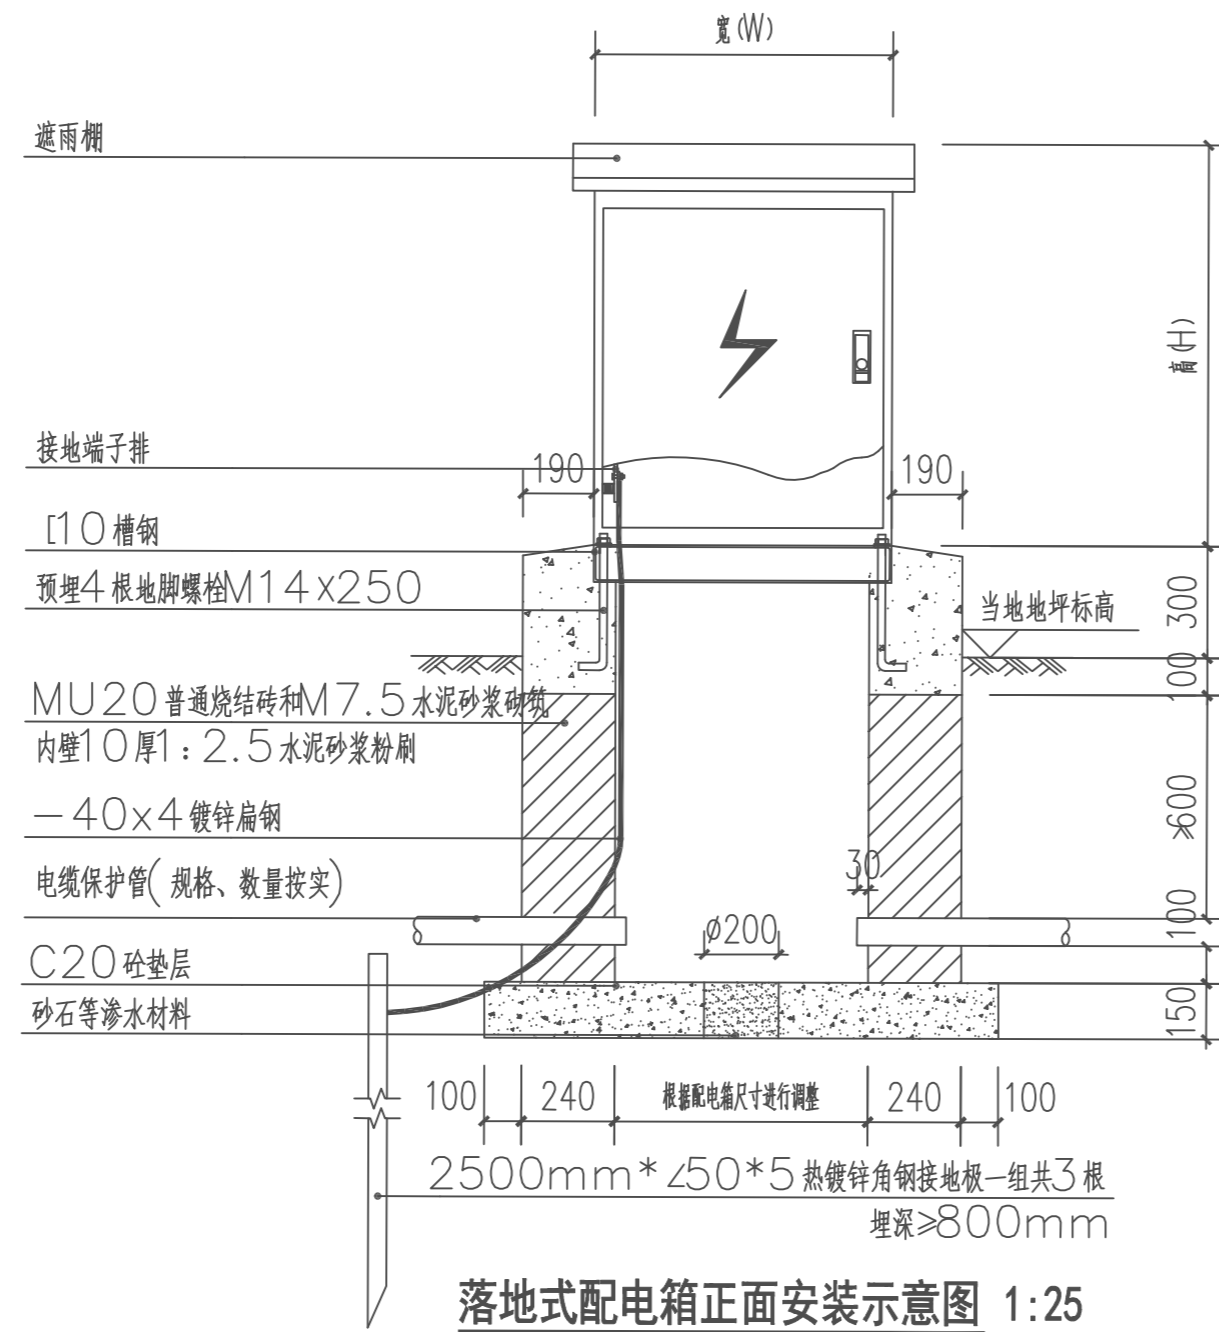 宽(W)
遮雨棚
高(H)
接地端子排
190
190
[10槽钢
预埋4根地脚螺栓M14×250
当地地坪标高
300
100
MU20普通烧结砖和M7.5水泥砂浆砌筑
内壁10厚1:2.5水泥砂浆粉刷
≥600
-40x4镀锌扁钢
30
电缆保护管(规格、数量按实)
100
ø200
C20砼垫层
砂石等渗水材料
150
100
240
根据配电箱尺寸进行调整
240
100
2500mm*∠50*5热镀锌角钢接地极一组共3根
埋深≥800mm
落地式配电箱正面安装示意图 1:25